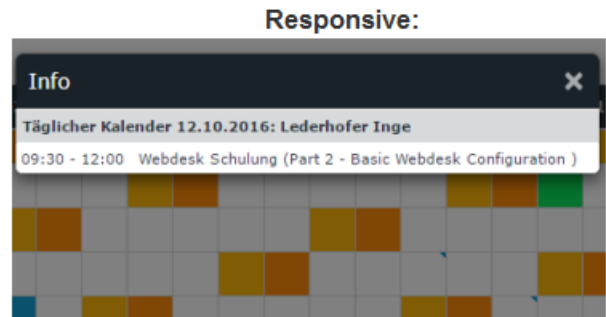 Responsive:
Info
Täglicher Kalender 12.10.2016: Lederhofer Inge
09:30 - 12:00 Webdesk Schulung (Part 2 - Basic Webdesk Configuration )